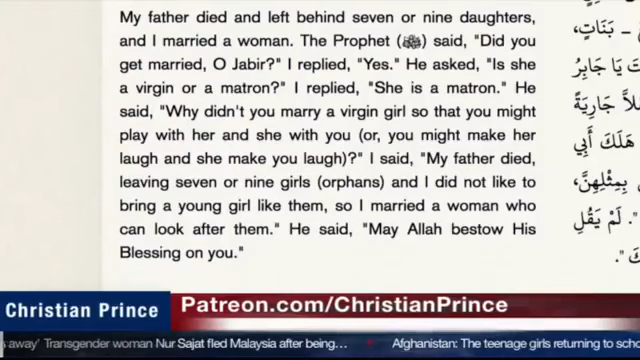 My father died and left behind seven or nine daughters,
and I married a woman. The Prophet (ﷺ) said, "Did you
get married, O Jabir?" I replied, "Yes." He asked, "Is she
a virgin or a matron?" I replied, "She is a matron." He
said, "Why didn't you marry a virgin girl so that you might
play with her and she with you (or, you might make her
laugh and she make you laugh)?" I said, "My father died,
leaving seven or nine girls (orphans) and I did not like to
bring a young girl like them, so I married a woman who
can look after them." He said, "May Allah bestow His
Blessing on you."
ـ بَنَاتٍ،
يَا جَابِرُ
جَارِيَةً
هَلَكَ أَبِي
بِمِثْلِهِنَّ،
". لَمْ يَقُلِ
Christian Prince
Patreon.com/ChristianPrince
away' Transgender woman Nur Sajat fled Malaysia after being... • Afghanistan: The teenage girls returning to